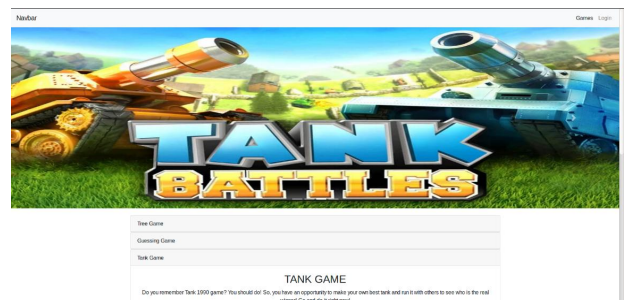 Navbar
Games Login
TANK
BATTLES
Tree Game
Guessing Game
Tank Game
TANK GAME
Do you remember Tank 1990 game? You should do! So, you have an opportunity to make your own best tank and run it with others to see who is the real